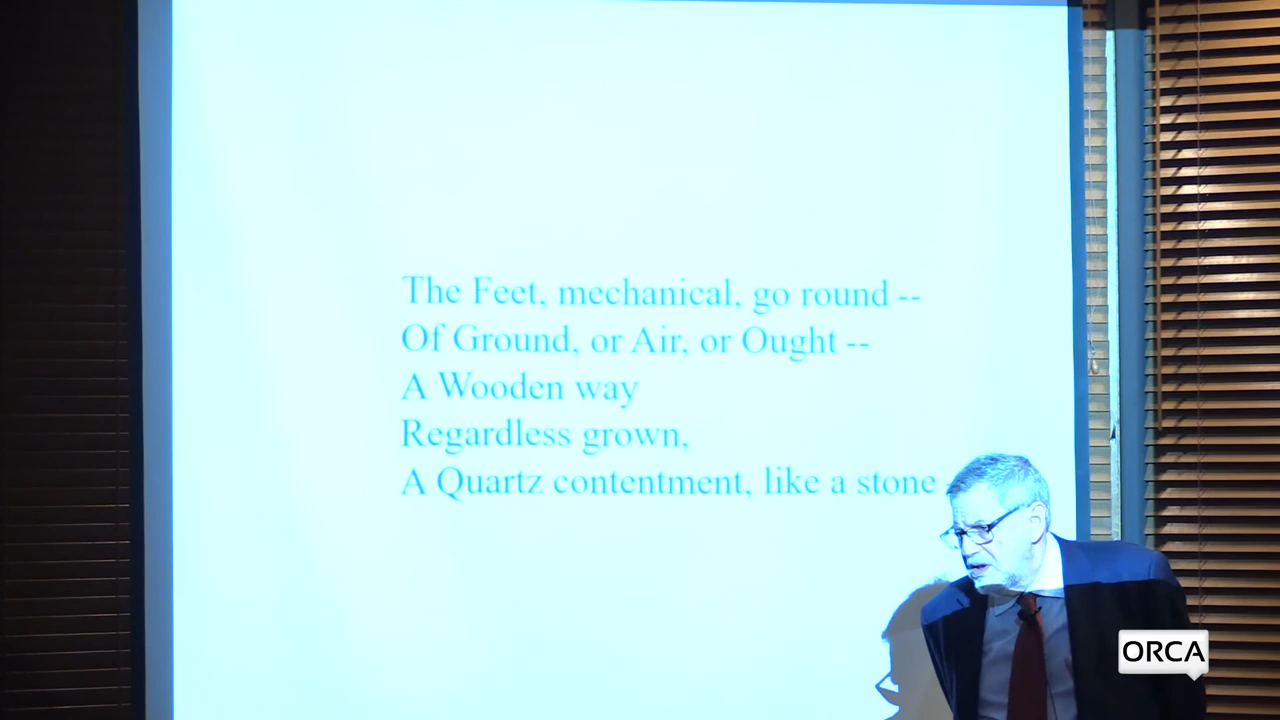 The Feet, mechanical, go round --
Of Ground, or Air, or Ought --
A Wooden way
Regardless grown,
A Quartz contentment, like a stone
ORCA